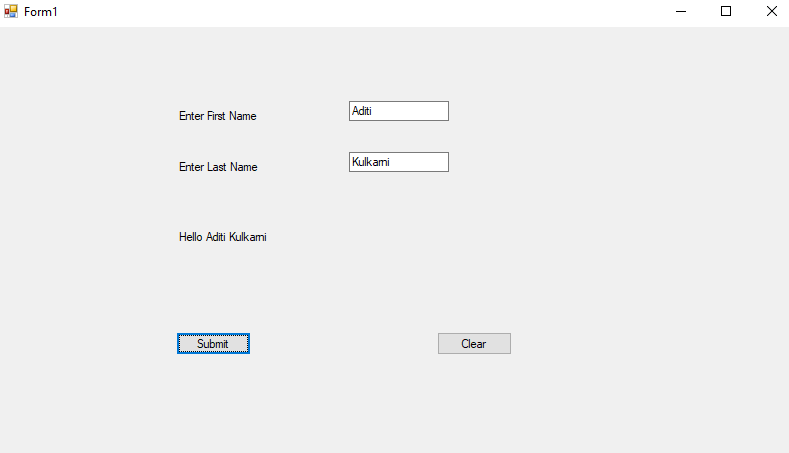 Form1
Enter First Name Aditi
Enter Last Name Kulkarni
Hello Aditi Kulkarni
Submit Clear